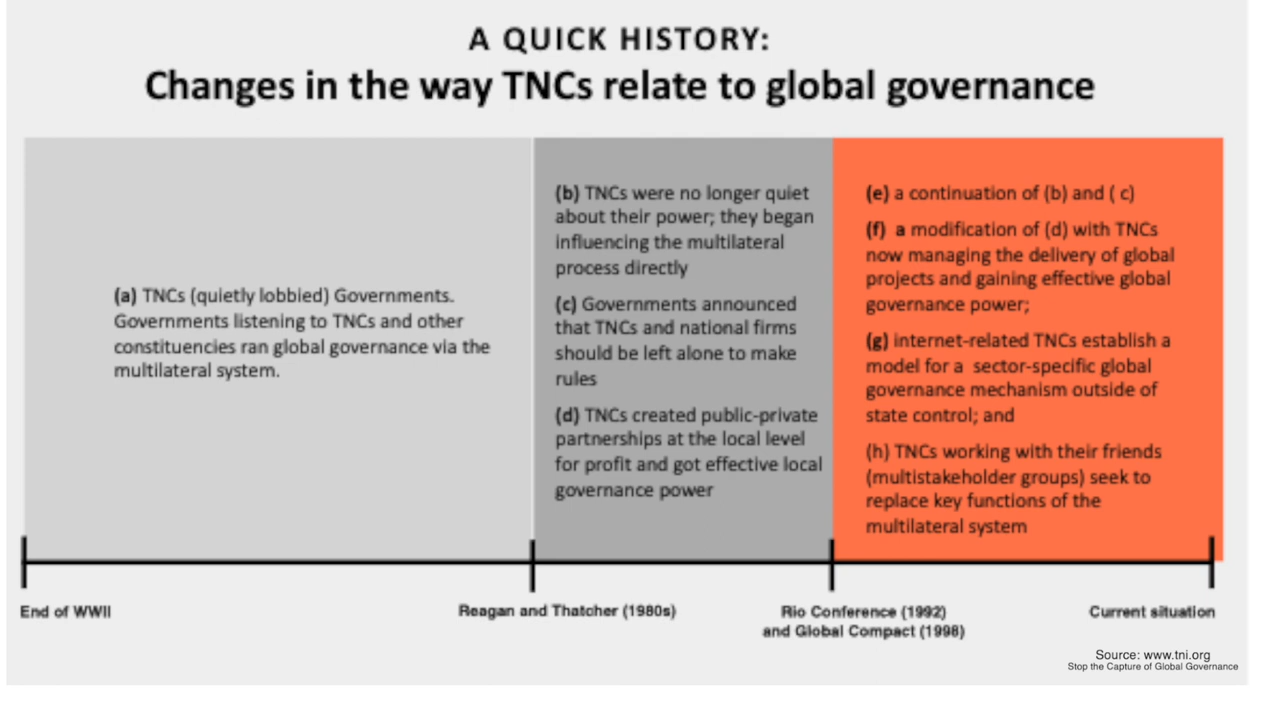 A QUICK HISTORY:
Changes in the way TNCs relate to global governance
(a) TNCs (quietly lobbied) Governments.
Governments listening to TNCs and other
constituencies ran global governance via the
multilateral system.
(b) TNCs were no longer quiet
about their power; they began
influencing the multilateral
process directly
(c) Governments announced
that TNCs and national firms
should be left alone to make
rules
(d) TNCs created public-private
partnerships at the local level
for profit and got effective local
governance power
(e) a continuation of (b) and ( c)
(f)  a modification of (d) with TNCs
now managing the delivery of global
projects and gaining effective global
governance power;
(g) internet-related TNCs establish a
model for a  sector-specific global
governance mechanism outside of
state control; and
(h) TNCs working with their friends
(multistakeholder groups) seek to
replace key functions of the
multilateral system
End of WWII
Reagan and Thatcher (1980s)
Rio Conference (1992)
and Global Compact (1998)
Current situation
Source: www.tni.org
Stop the Capture of Global Governance